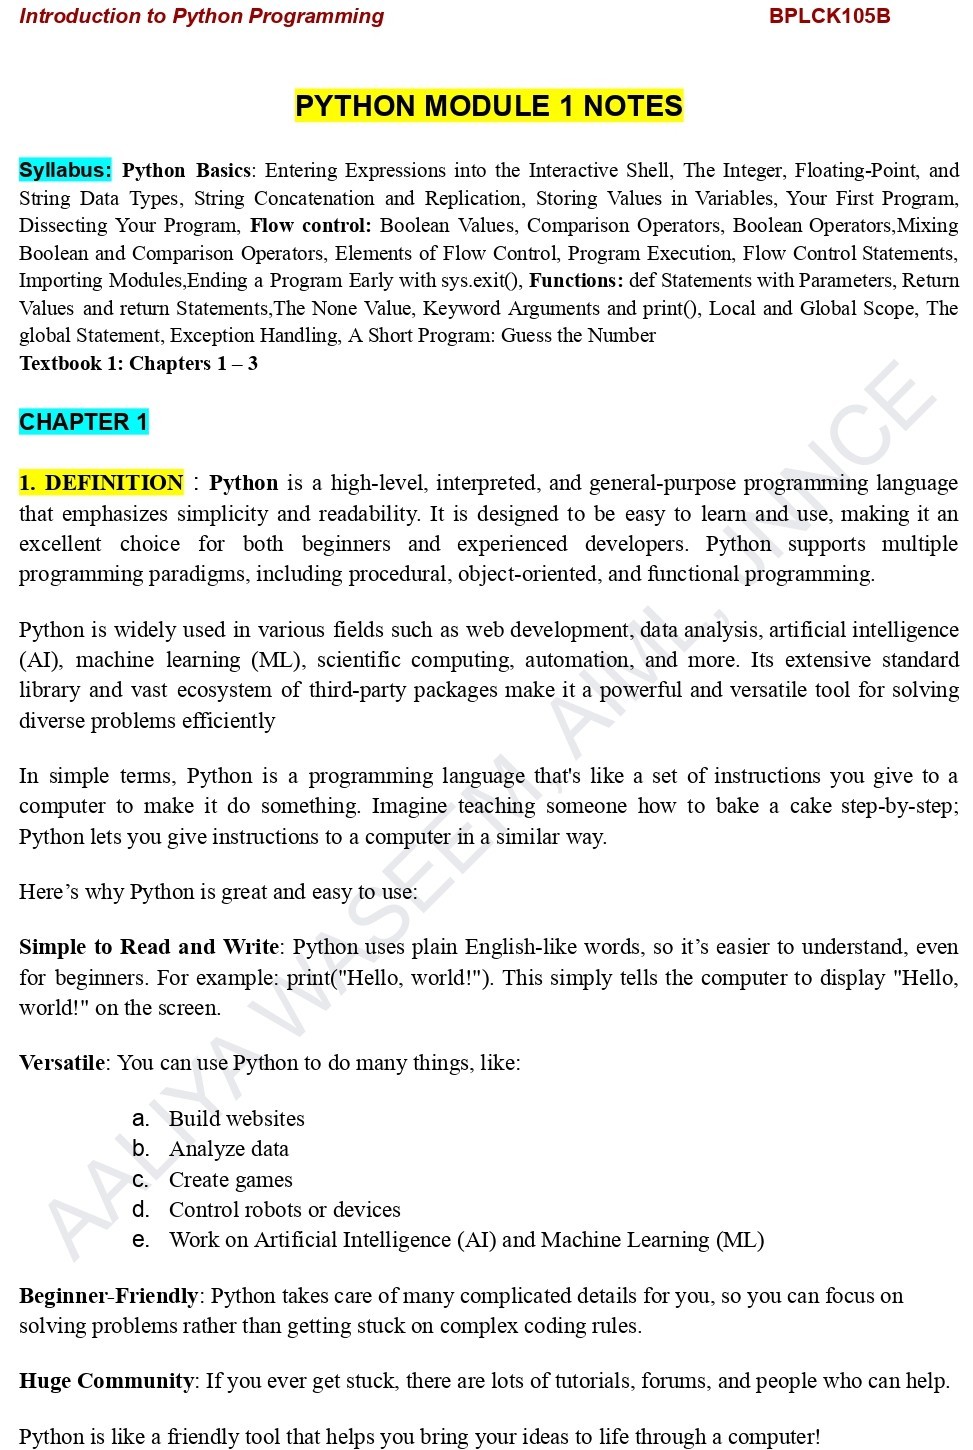 Introduction to Python Programming BPLCK105B
PYTHON MODULE 1 NOTES
Syllabus: Python Basics: Entering Expressions into the Interactive Shell, The Integer, Floating-Point, and
String Data Types, String Concatenation and Replication, Storing Values in Variables, Your First Program,
Dissecting Your Program, Flow control: Boolean Values, Comparison Operators, Boolean Operators,Mixing
Boolean and Comparison Operators, Elements of Flow Control, Program Execution, Flow Control Statements,
Importing Modules,Ending a Program Early with sys.exit(), Functions: def Statements with Parameters, Return
Values and return Statements,The None Value, Keyword Arguments and print(), Local and Global Scope, The
global Statement, Exception Handling, A Short Program: Guess the Number
Textbook 1: Chapters 1 – 3
CHAPTER 1
1. DEFINITION : Python is a high-level, interpreted, and general-purpose programming language
that emphasizes simplicity and readability. It is designed to be easy to learn and use, making it an
excellent choice for both beginners and experienced developers. Python supports multiple
programming paradigms, including procedural, object-oriented, and functional programming.
Python is widely used in various fields such as web development, data analysis, artificial intelligence
(AI), machine learning (ML), scientific computing, automation, and more. Its extensive standard
library and vast ecosystem of third-party packages make it a powerful and versatile tool for solving
diverse problems efficiently
In simple terms, Python is a programming language that's like a set of instructions you give to a
computer to make it do something. Imagine teaching someone how to bake a cake step-by-step;
Python lets you give instructions to a computer in a similar way.
Here’s why Python is great and easy to use:
Simple to Read and Write: Python uses plain English-like words, so it’s easier to understand, even
for beginners. For example: print("Hello, world!"). This simply tells the computer to display "Hello,
world!" on the screen.
Versatile: You can use Python to do many things, like:
a. Build websites
b. Analyze data
c. Create games
d. Control robots or devices
e. Work on Artificial Intelligence (AI) and Machine Learning (ML)
Beginner-Friendly: Python takes care of many complicated details for you, so you can focus on
solving problems rather than getting stuck on complex coding rules.
Huge Community: If you ever get stuck, there are lots of tutorials, forums, and people who can help.
Python is like a friendly tool that helps you bring your ideas to life through a computer!
AALIYA WASEEM, AIML, JNNCE